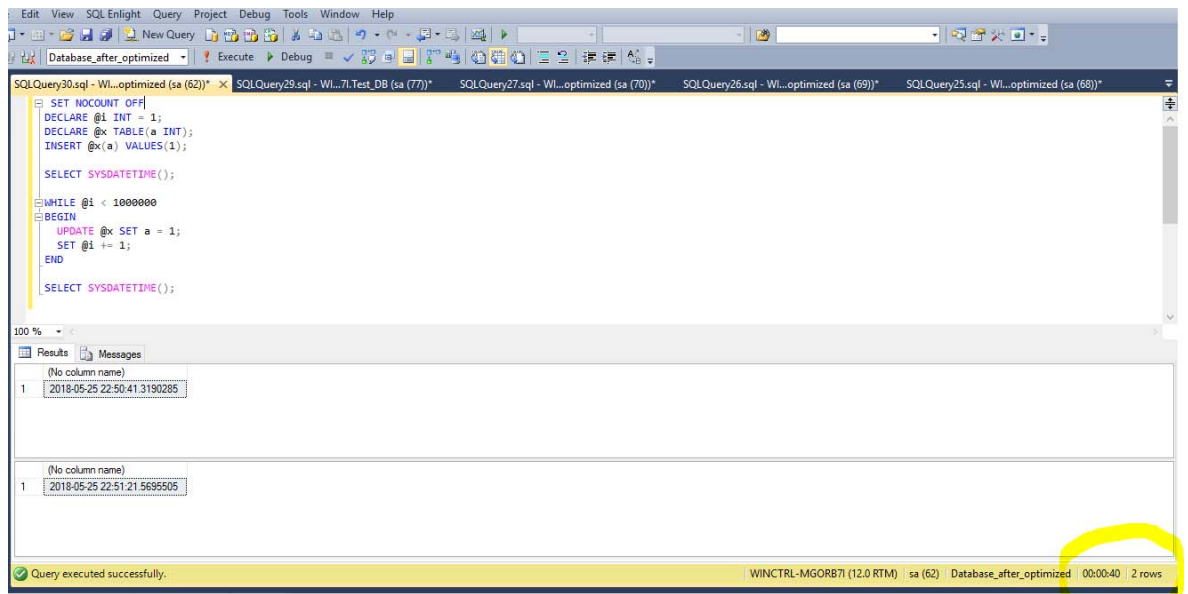 Edit View SQL Enlight Query Project Debug Tools Window Help
New Query
Database_after_optimized Execute Debug
SQLQuery30.sql - WI...optimized (sa (62))* SQLQuery29.sql - WI...7I.Test_DB (sa (77))* SQLQuery27.sql - WI...optimized (sa (70))* SQLQuery26.sql - WI...optimized (sa (69))* SQLQuery25.sql - WI...optimized (sa (68))*
SET NOCOUNT OFF
DECLARE @i INT = 1;
DECLARE @x TABLE(a INT);
INSERT @x(a) VALUES(1);
SELECT SYSDATETIME();
WHILE @i < 1000000
BEGIN
UPDATE @x SET a = 1;
SET @i += 1;
END
SELECT SYSDATETIME();
100 %
Results Messages
(No column name)
1 2018-05-25 22:50:41.3190285
(No column name)
1 2018-05-25 22:51:21.5695505
Query executed successfully. WINCTRL-MGORB7I (12.0 RTM) sa (62) Database_after_optimized 00:00:40 2 rows